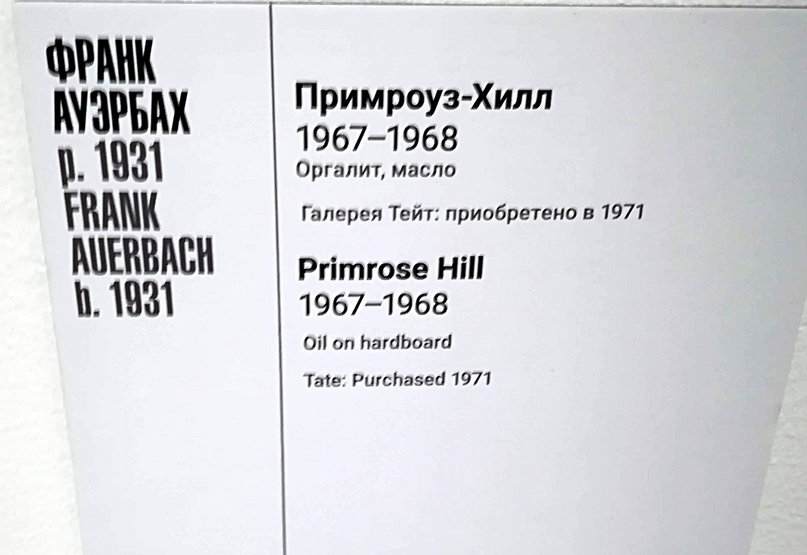 ФРАНК
АУЭРБАХ
р. 1931
FRANK
AUERBACH
b. 1931
Примроуз-Хилл
1967–1968
Оргалит, масло
Галерея Тейт: приобретено в 1971
Primrose Hill
1967–1968
Oil on hardboard
Tate: Purchased 1971